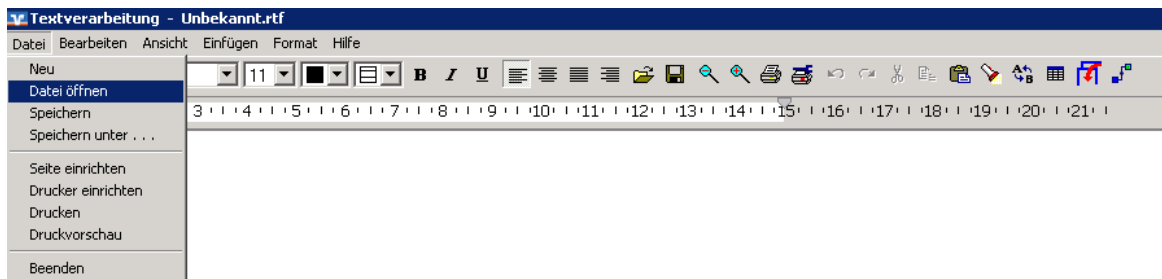 Textverarbeitung - Unbekannt.rtf
Datei Bearbeiten Ansicht Einfügen Format Hilfe
Neu
11 B I U
Datei öffnen
Speichern
3 4 5 6 7 8 9 10 11 12 13 14 15 16 17 18 19 20 21
Speichern unter . . .
Seite einrichten
Drucker einrichten
Drucken
Druckvorschau
Beenden